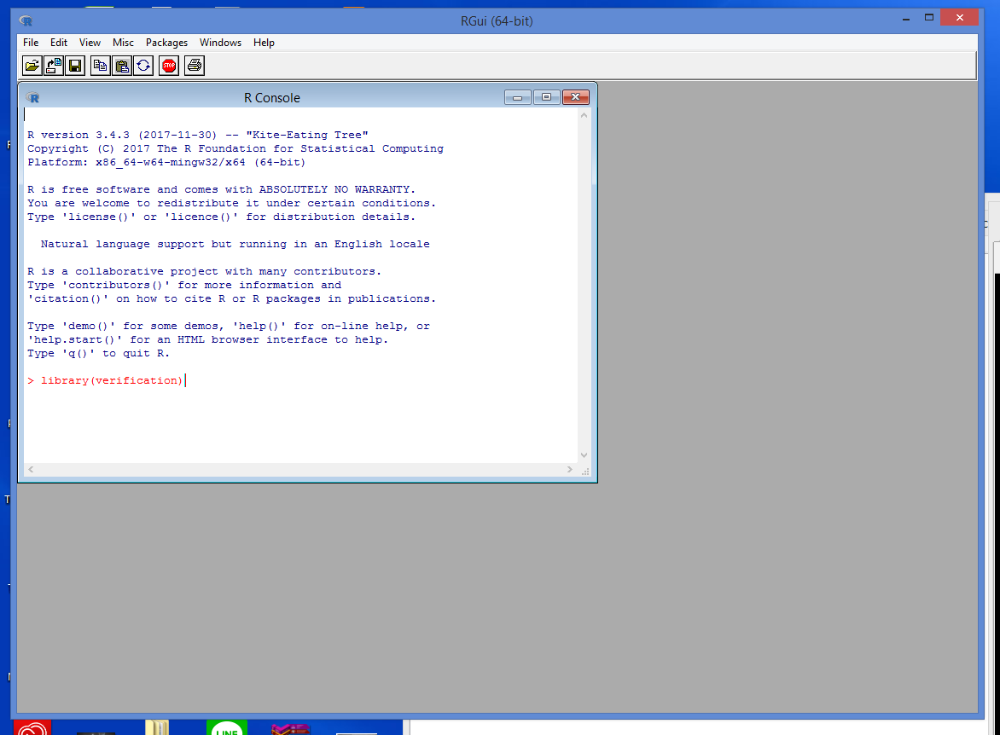 RGui (64-bit)
File Edit View Misc Packages Windows Help
STOP
R Console
R version 3.4.3 (2017-11-30) -- "Kite-Eating Tree"
Copyright (C) 2017 The R Foundation for Statistical Computing
Platform: x86_64-w64-mingw32/x64 (64-bit)
R is free software and comes with ABSOLUTELY NO WARRANTY.
You are welcome to redistribute it under certain conditions.
Type 'license()' or 'licence()' for distribution details.
Natural language support but running in an English locale
R is a collaborative project with many contributors.
Type 'contributors()' for more information and
'citation()' on how to cite R or R packages in publications.
Type 'demo()' for some demos, 'help()' for on-line help, or
'help.start()' for an HTML browser interface to help.
Type 'q()' to quit R.
> library(verification)
LINE